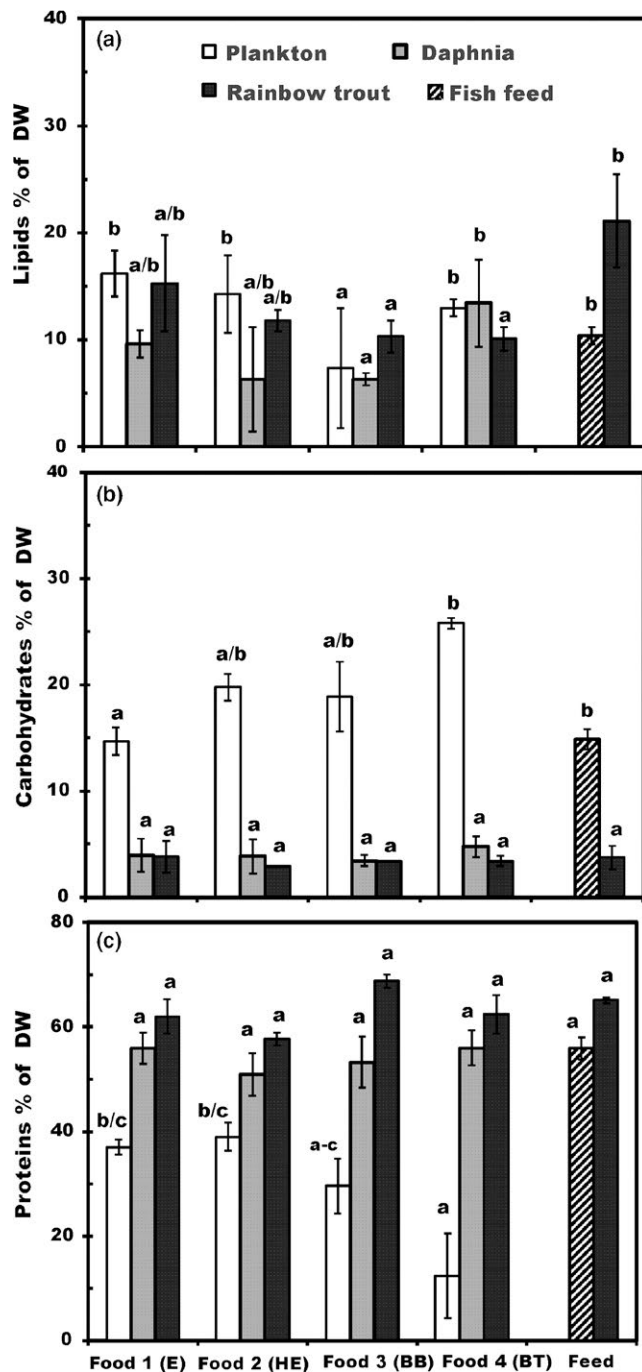 40
(a)
Plankton Daphnia
Rainbow trout Fish feed
30
Lipids % of DW
20
10
0
b a/b a/b
b a/b a/b
a a a
b b a
b b
40
(b)
30
Carbohydrates % of DW
20
10
0
a a a
a/b a a
a/b a a
b a a
b a
80
(c)
60
Proteins % of DW
40
20
0
b/c a a
b/c a a
a-c a a
a a a
a a
Food 1 (E) Food 2 (HE) Food 3 (BB) Food 4 (BT) Feed